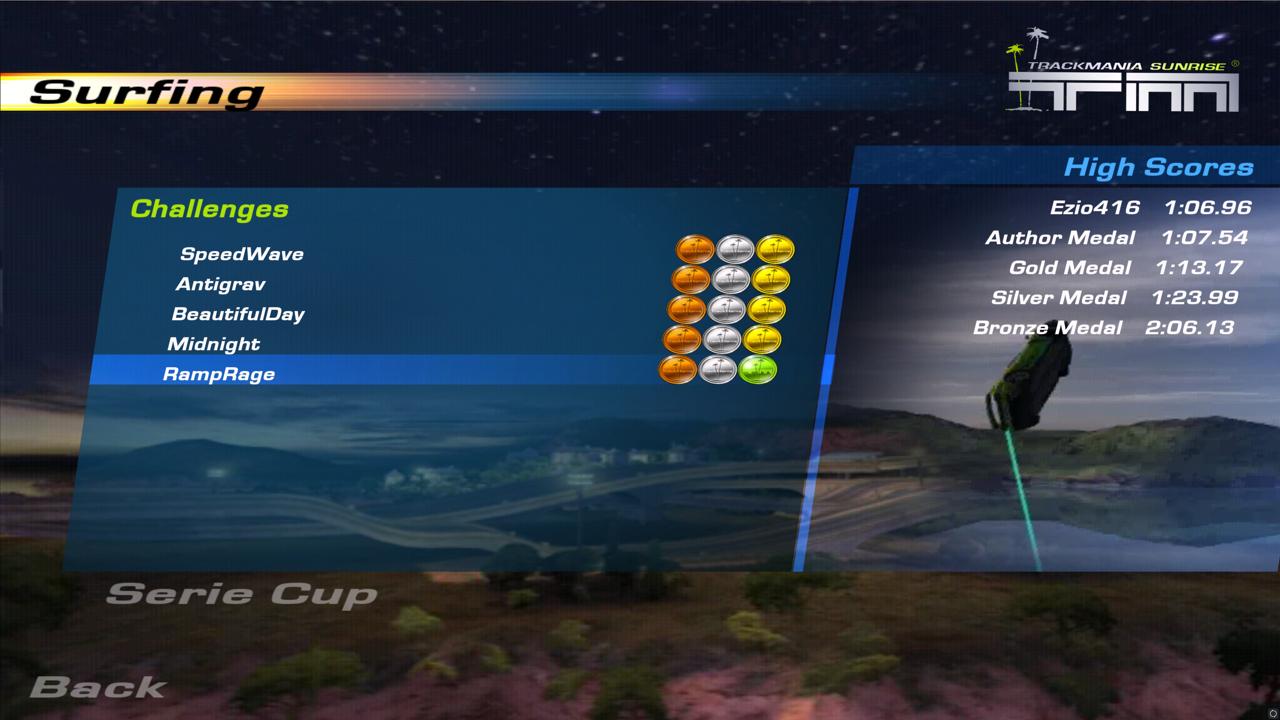 Surfing
TRACKMANIA SUNRISE ®
TM
High Scores
Ezio416 1:06.96
Author Medal 1:07.54
Gold Medal 1:13.17
Silver Medal 1:23.99
Bronze Medal 2:06.13
Challenges
SpeedWave
Antigrav
BeautifulDay
Midnight
RampRage
Serie Cup
Back